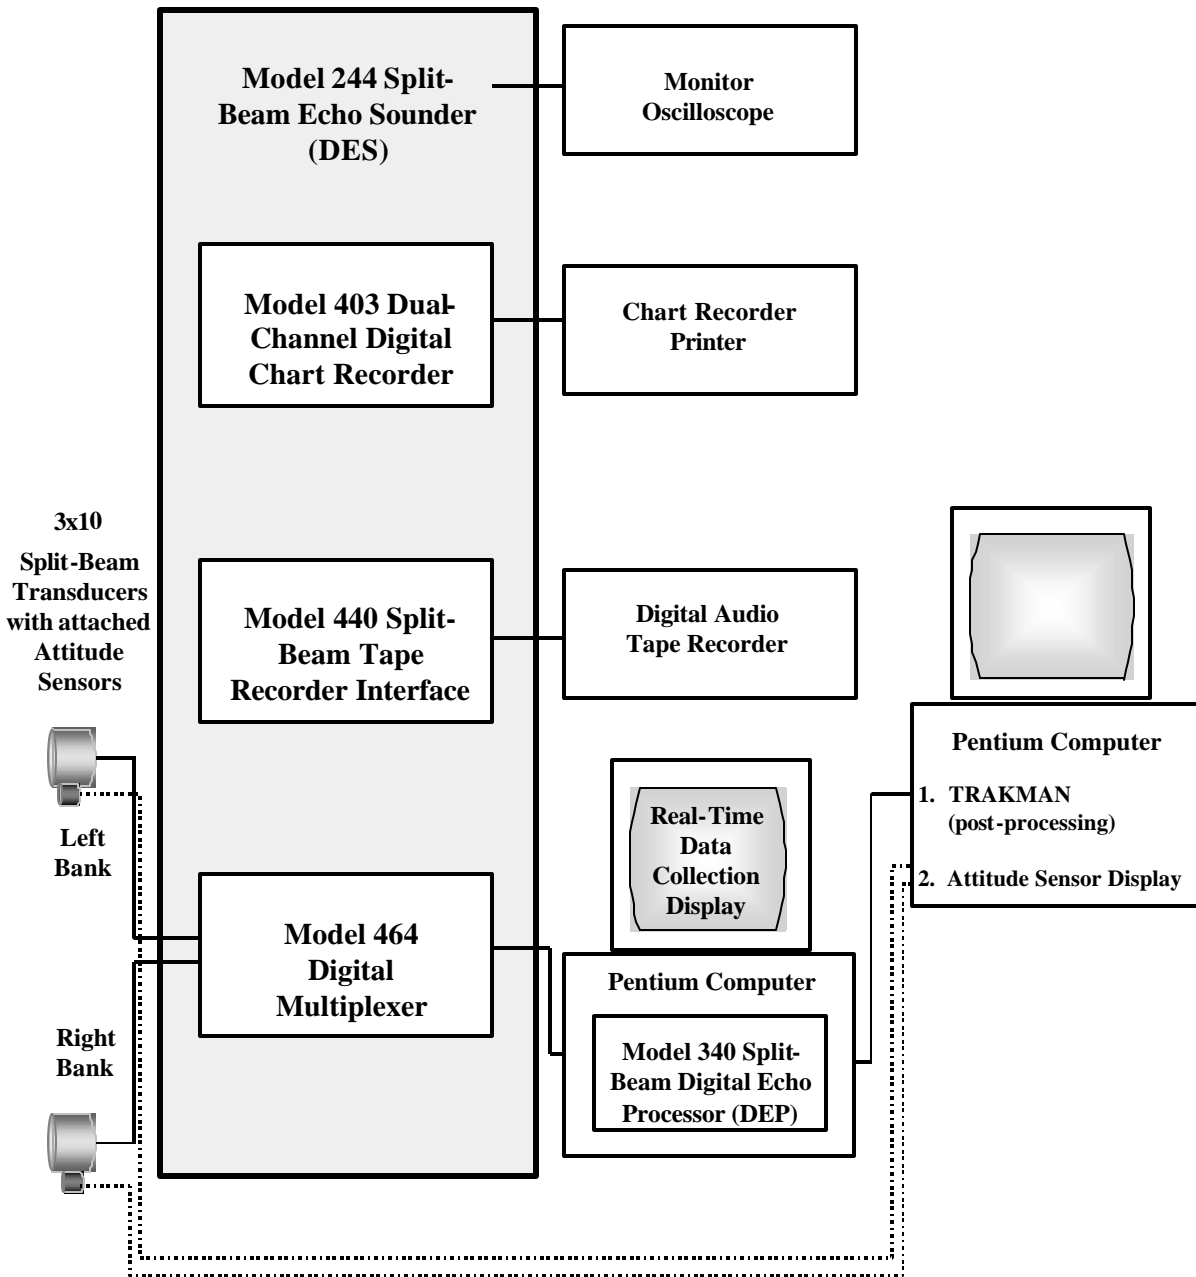 Model 244 Split-
Beam Echo Sounder
(DES)
Monitor
Oscilloscope
Model 403 Dual-
Channel Digital
Chart Recorder
Chart Recorder
Printer
3x10
Split-Beam
Transducers
with attached
Attitude
Sensors
Model 440 Split-
Beam Tape
Recorder Interface
Digital Audio
Tape Recorder
Left
Bank
Right
Bank
Model 464
Digital
Multiplexer
Real-Time
Data
Collection
Display
Pentium Computer
Model 340 Split-
Beam Digital Echo
Processor (DEP)
Pentium Computer
1. TRAKMAN
(post-processing)
2. Attitude Sensor Display